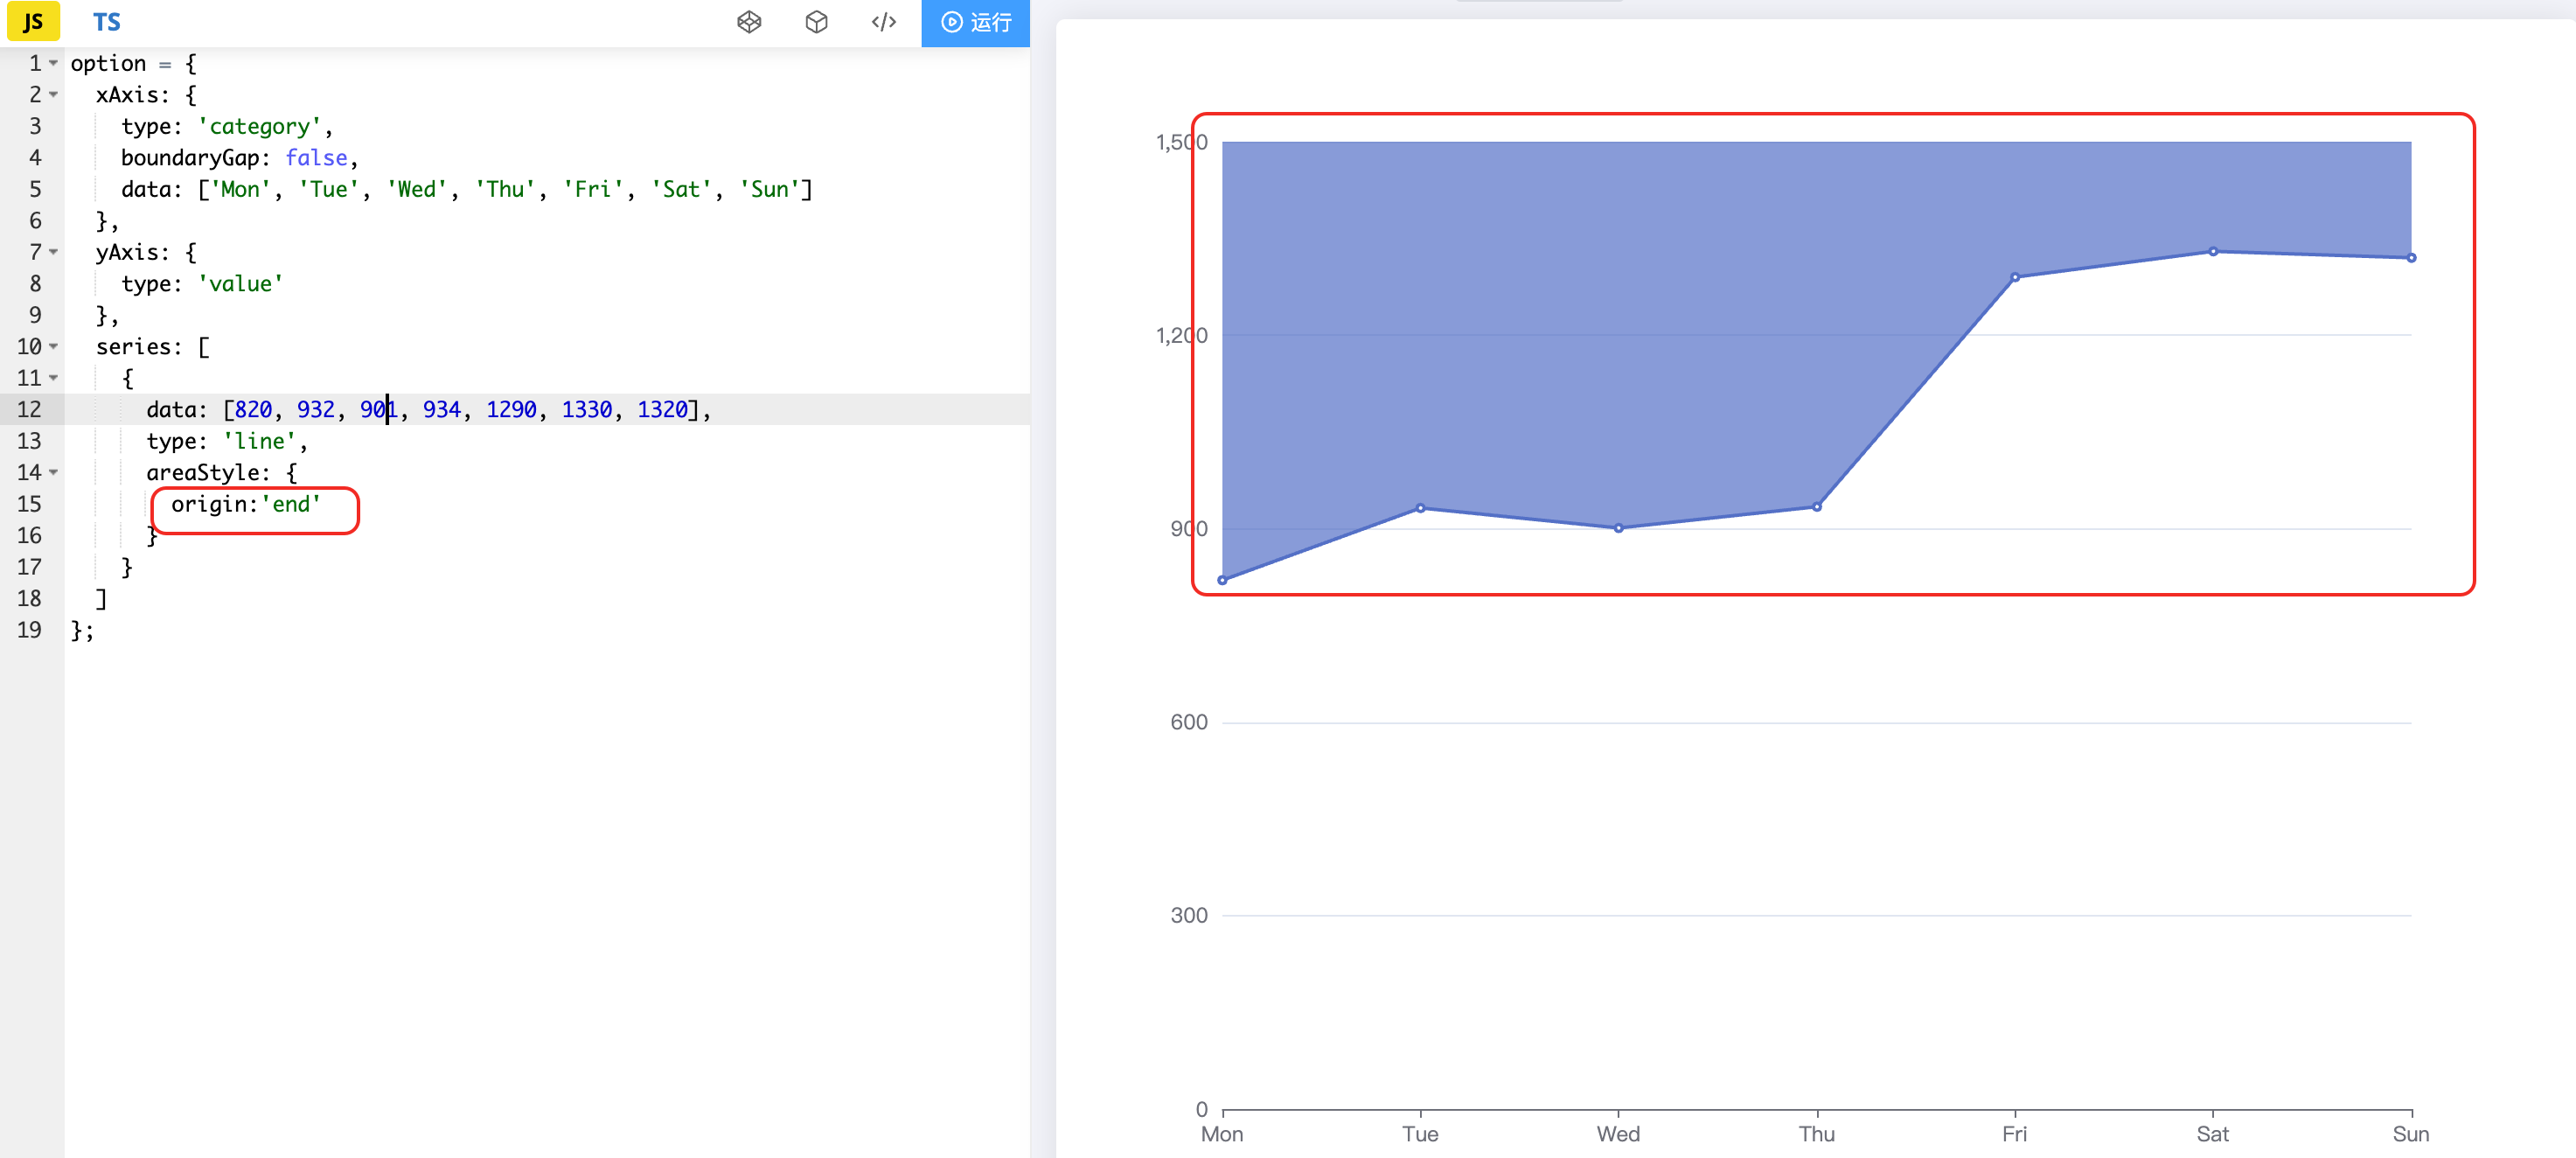 JS TS </> 运行
1 option = {
2 xAxis: {
3 type: 'category',
4 boundaryGap: false,
5 data: ['Mon', 'Tue', 'Wed', 'Thu', 'Fri', 'Sat', 'Sun']
6 },
7 yAxis: {
8 type: 'value'
9 },
10 series: [
11 {
12 data: [820, 932, 901, 934, 1290, 1330, 1320],
13 type: 'line',
14 areaStyle: {
15 origin:'end'
16 }
17 }
18 ]
19 };
1,500
1,200
900
600
300
0
Mon Tue Wed Thu Fri Sat Sun